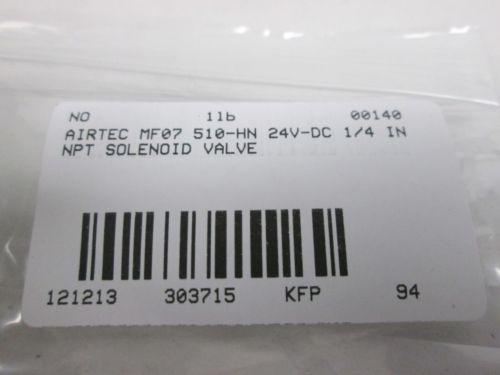 NO 1lb 00140
AIRTEC MF07 510-HN 24V-DC 1/4 IN
NPT SOLENOID VALVE
121213 303715 KFP 94